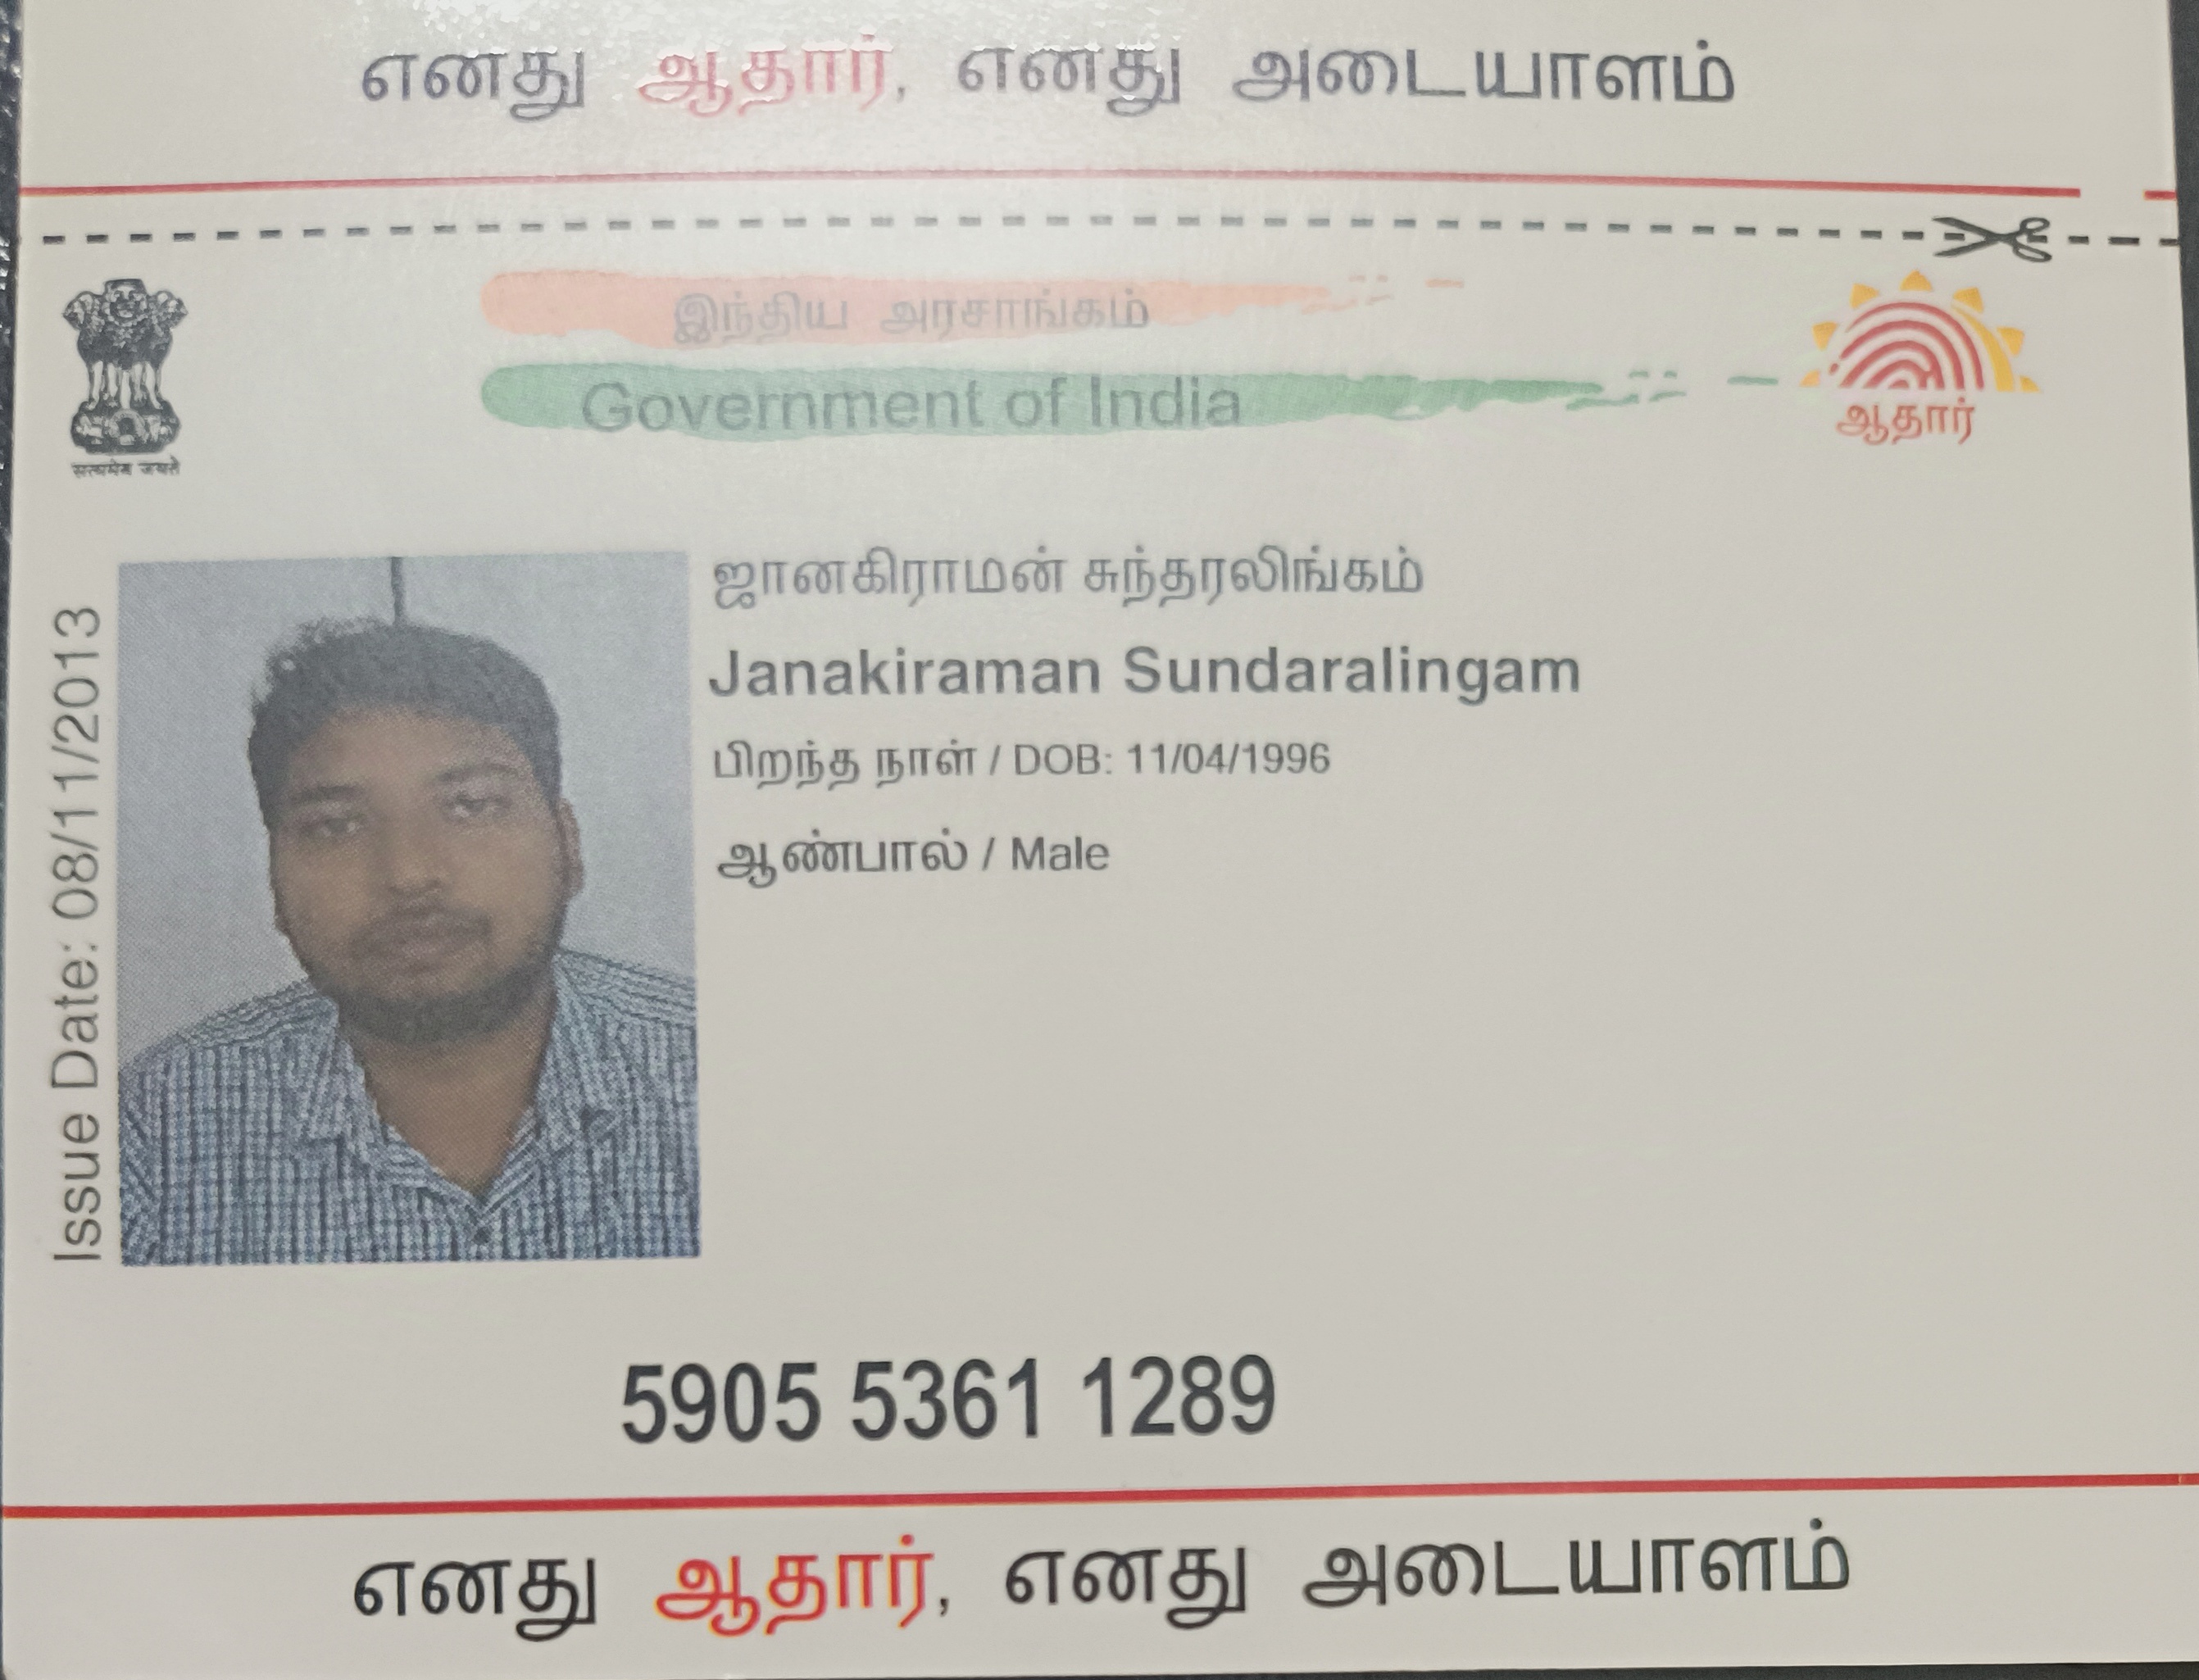 எனது ஆதார், எனது அடையாளம்
இந்திய அரசாங்கம்
Government of India
ஆதார்
सत्यमेव जयते
Issue Date: 08/11/2013
ஜானகிராமன் சுந்தரலிங்கம்
Janakiraman Sundaralingam
பிறந்த நாள் / DOB: 11/04/1996
ஆண்பால் / Male
5905 5361 1289
எனது ஆதார், எனது அடையாளம்